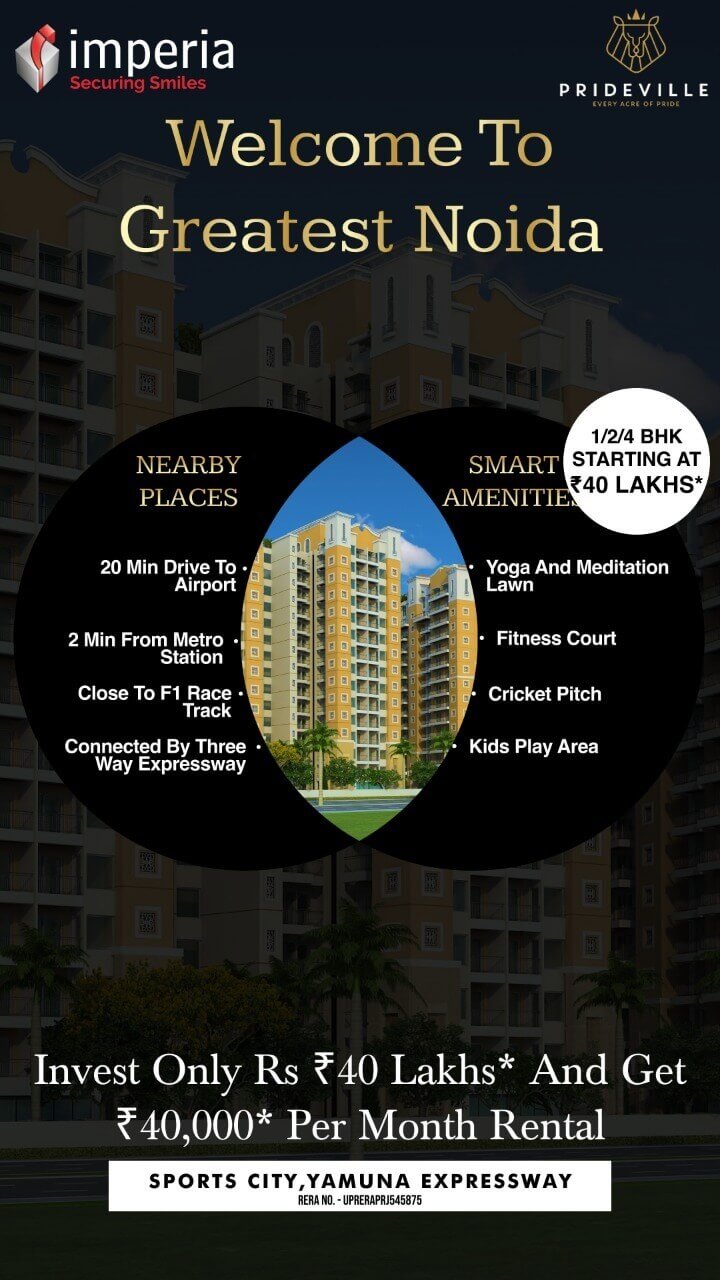 imperia
Securing Smiles
PRIDEVILLE
EVERY ACRE OF PRIDE
Welcome To
Greatest Noida
1/2/4 BHK
STARTING AT
₹40 LAKHS*
NEARBY
PLACES
20 Min Drive To •
Airport
2 Min From Metro •
Station
Close To F1 Race •
Track
Connected By Three •
Way Expressway
SMART
AMENITIES
• Yoga And Meditation
Lawn
• Fitness Court
• Cricket Pitch
• Kids Play Area
Invest Only Rs ₹40 Lakhs* And Get
₹40,000* Per Month Rental
SPORTS CITY,YAMUNA EXPRESSWAY
RERA NO. - UPRERAPRJ545875